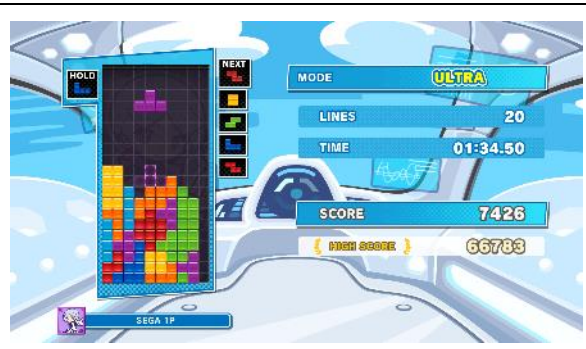 HOLD
NEXT
MODE ULTRA
LINES 20
TIME 01:34.50
SCORE 7426
HIGH SCORE 66783
SEGA 1P